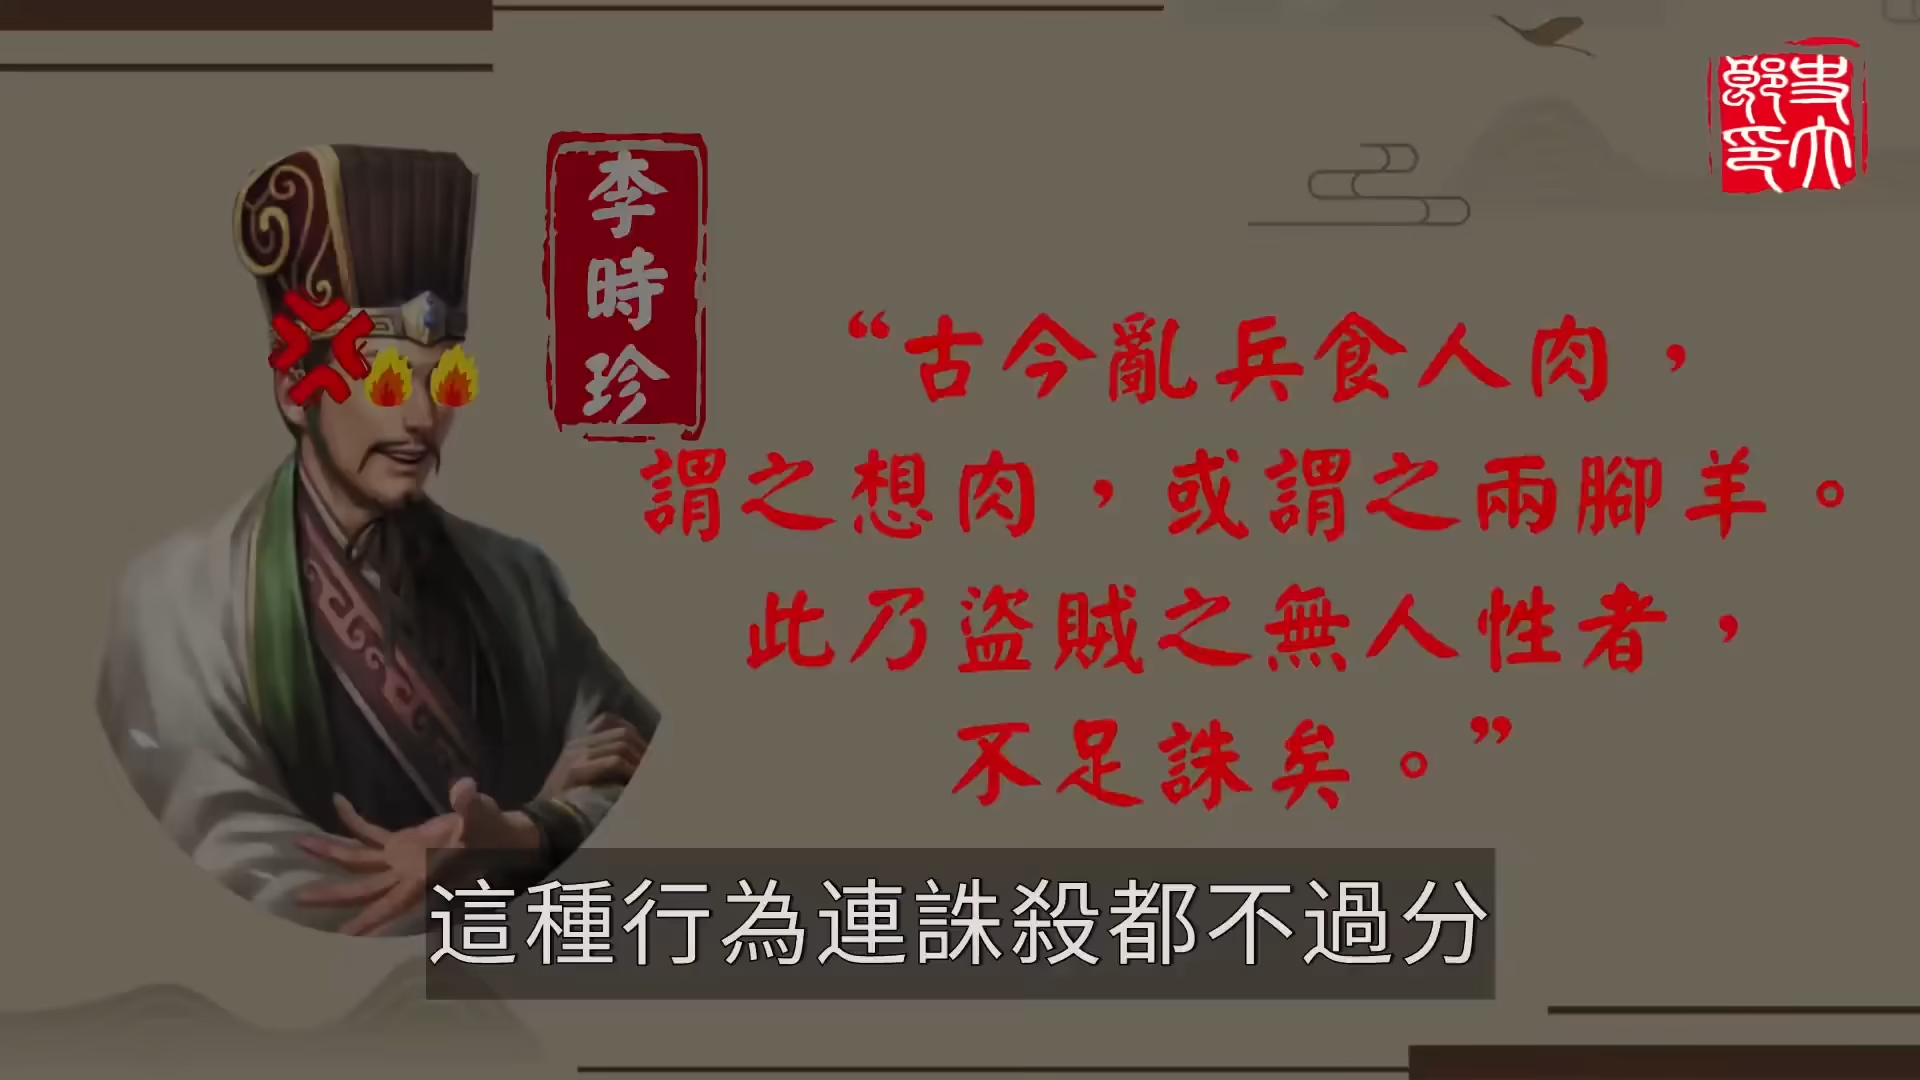 李時珍
“古今亂兵食人肉，
謂之想肉，或謂之兩腳羊。
此乃盜賊之無人性者，
不足誅矣。”
這種行為連誅殺都不過分